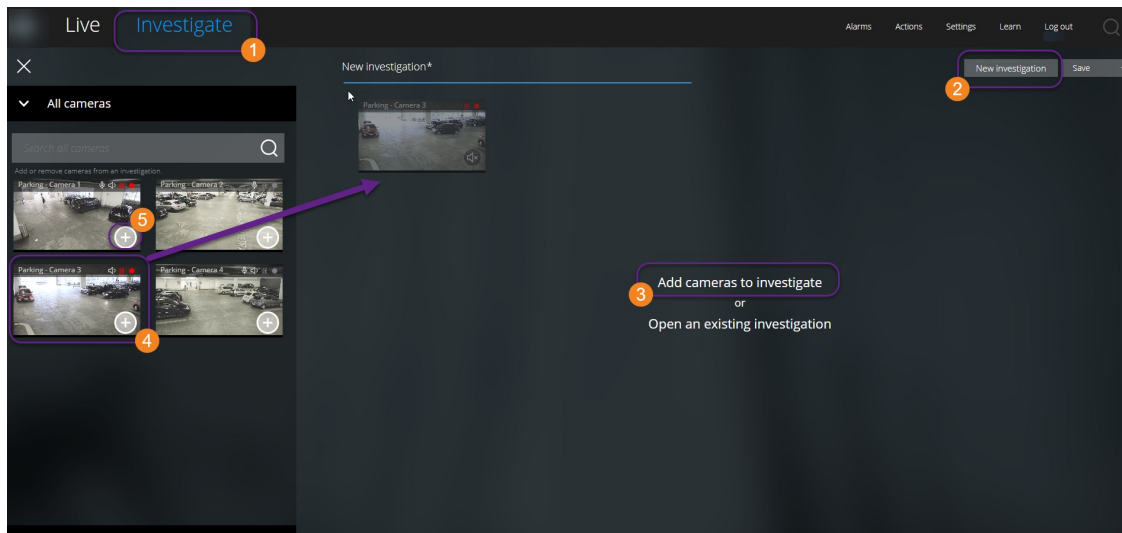 Live Investigate Alarms Actions Settings Learn Log out
1
New investigation*
New investigation Save
2
All cameras
Search all cameras
Add or remove cameras from an investigation.
Parking - Camera 1
Parking - Camera 2
Parking - Camera 3
5
Parking - Camera 3
Parking - Camera 4
4
Add cameras to investigate
3
or
Open an existing investigation